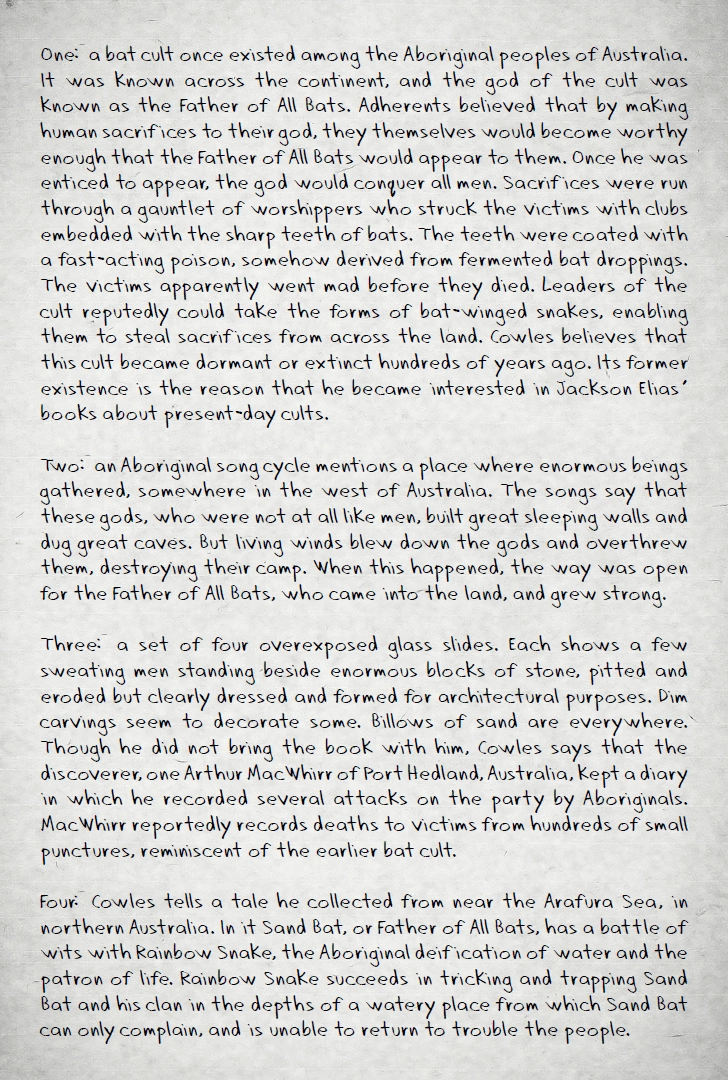 One: a bat cult once existed among the Aboriginal peoples of Australia.
It was known across the continent, and the god of the cult was
known as the Father of All Bats. Adherents believed that by making
human sacrifices to their god, they themselves would become worthy
enough that the Father of All Bats would appear to them. Once he was
enticed to appear, the god would conquer all men. Sacrifices were run
through a gauntlet of worshippers who struck the victims with clubs
embedded with the sharp teeth of bats. The teeth were coated with
a fast-acting poison, somehow derived from fermented bat droppings.
The victims apparently went mad before they died. Leaders of the
cult reputedly could take the forms of bat-winged snakes, enabling
them to steal sacrifices from across the land. Cowles believes that
this cult became dormant or extinct hundreds of years ago. Its former
existence is the reason that he became interested in Jackson Elias'
books about present-day cults.

Two: an Aboriginal song cycle mentions a place where enormous beings
gathered, somewhere in the west of Australia. The songs say that
these gods, who were not at all like men, built great sleeping walls and
dug great caves. But living winds blew down the gods and overthrew
them, destroying their camp. When this happened, the way was open
for the Father of All Bats, who came into the land, and grew strong.

Three: a set of four overexposed glass slides. Each shows a few
sweating men standing beside enormous blocks of stone, pitted and
eroded but clearly dressed and formed for architectural purposes. Dim
carvings seem to decorate some. Billows of sand are everywhere.
Though he did not bring the book with him, Cowles says that the
discoverer, one Arthur MacWhirr of Port Hedland, Australia, kept a diary
in which he recorded several attacks on the party by Aboriginals.
MacWhirr reportedly records deaths to victims from hundreds of small
punctures, reminiscent of the earlier bat cult.

Four: Cowles tells a tale he collected from near the Arafura Sea, in
northern Australia. In it Sand Bat, or Father of All Bats, has a battle of
wits with Rainbow Snake, the Aboriginal deification of water and the
patron of life. Rainbow Snake succeeds in tricking and trapping Sand
Bat and his clan in the depths of a watery place from which Sand Bat
can only complain, and is unable to return to trouble the people.